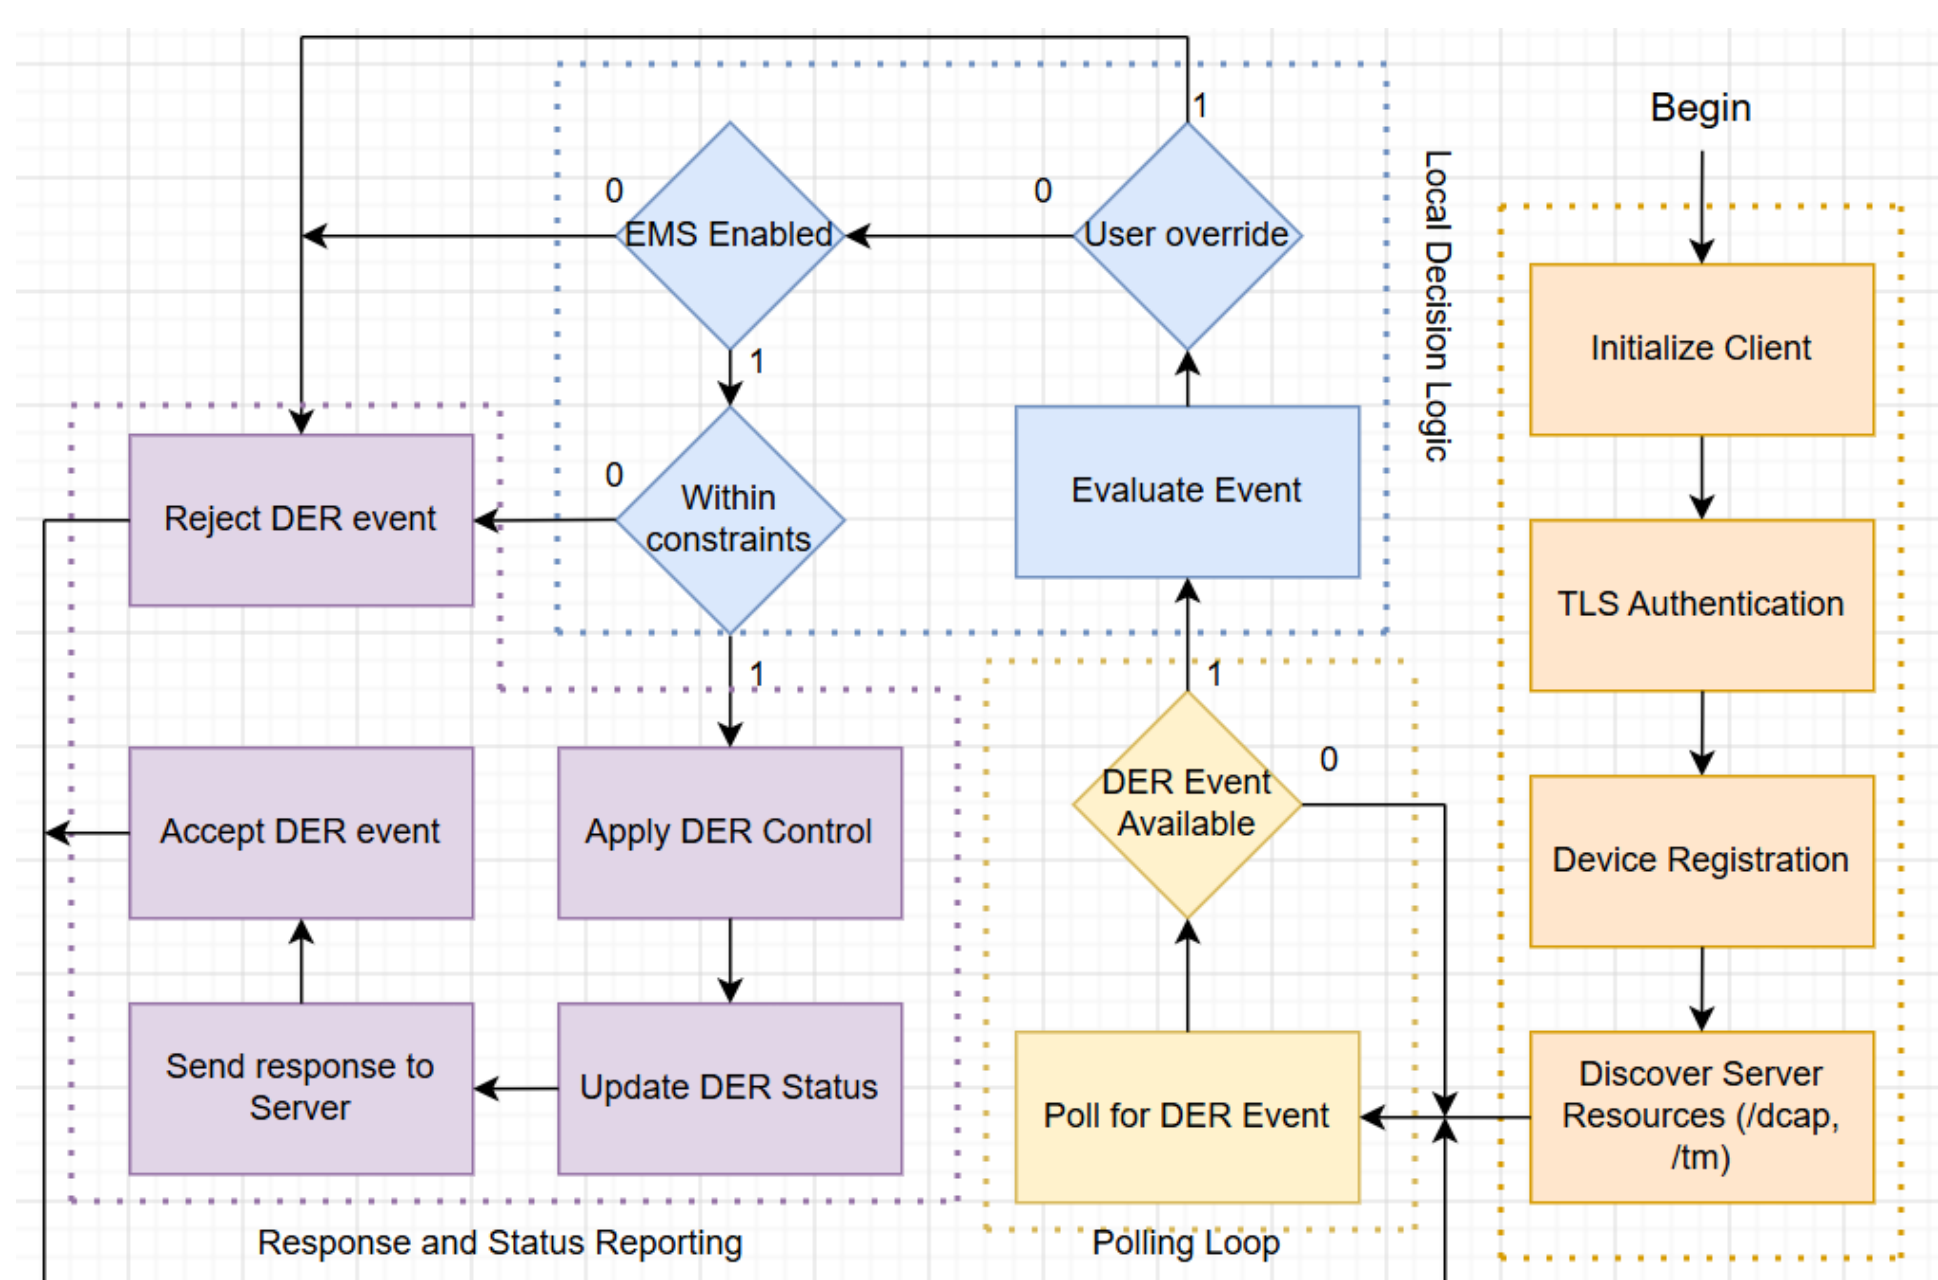 Begin
Initialize Client
TLS Authentication
Device Registration
Discover Server
Resources (/dcap,
/tm)
Poll for DER Event
DER Event
Available
0
1
Polling Loop
Evaluate Event
Local Decision Logic
User override
1
0
EMS Enabled
0
1
Within
constraints
0
1
Reject DER event
Apply DER Control
Update DER Status
Send response to
Server
Accept DER event
Response and Status Reporting